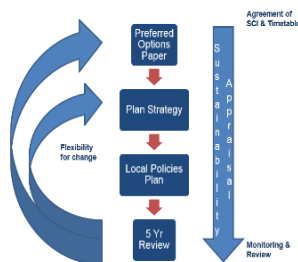 Preferred
Options
Paper
Agreement of
SCI & Timetable
Sustainability
Appraisal
Plan Strategy
Flexibility
for change
Local Policies
Plan
5 Yr
Review
Monitoring &
Review